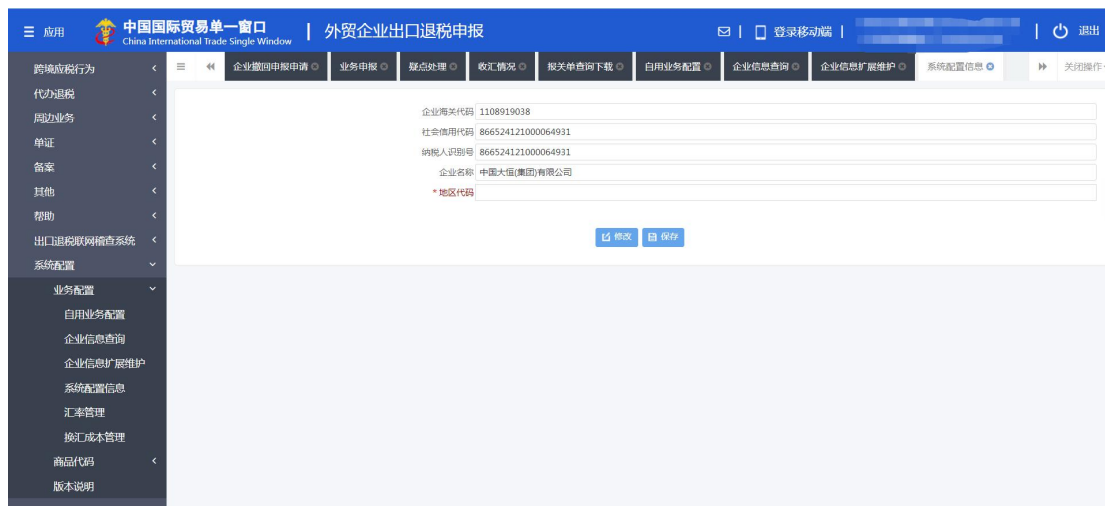 应用
中国国际贸易单一窗口
China International Trade Single Window
外贸企业出口退税申报
登录移动端
退出
跨境应税行为
代办退税
周边业务
单证
备案
其他
帮助
出口退税联网稽查系统
系统配置
业务配置
自用业务配置
企业信息查询
企业信息扩展维护
系统配置信息
汇率管理
换汇成本管理
商品代码
版本说明
企业撤回申报申请
业务申报
疑点处理
收汇情况
报关单查询下载
自用业务配置
企业信息查询
企业信息扩展维护
系统配置信息
关闭操作
企业海关代码 1108919038
社会信用代码 866524121000064931
纳税人识别号 866524121000064931
企业名称 中国大恒(集团)有限公司
* 地区代码
修改
保存